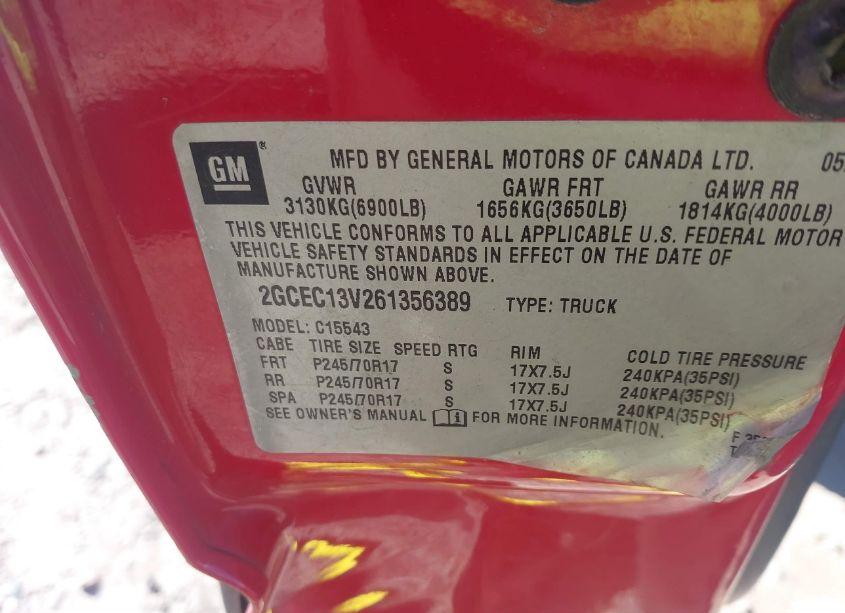 GM ®
MFD BY GENERAL MOTORS OF CANADA LTD. 05
GVWR GAWR FRT GAWR RR
3130KG(6900LB) 1656KG(3650LB) 1814KG(4000LB)
THIS VEHICLE CONFORMS TO ALL APPLICABLE U.S. FEDERAL MOTOR
VEHICLE SAFETY STANDARDS IN EFFECT ON THE DATE OF
MANUFACTURE SHOWN ABOVE.
2GCEC13V261356389 TYPE: TRUCK
MODEL: C15543
CABE TIRE SIZE SPEED RTG RIM COLD TIRE PRESSURE
FRT P245/70R17 S 17X7.5J 240KPA(35PSI)
RR P245/70R17 S 17X7.5J 240KPA(35PSI)
SPA P245/70R17 S 17X7.5J 240KPA(35PSI)
SEE OWNER'S MANUAL i FOR MORE INFORMATION.